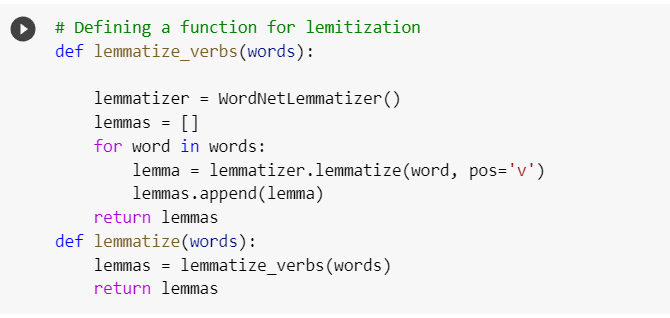 # Defining a function for lemitization
def lemmatize_verbs(words):
    lemmatizer = WordNetLemmatizer()
    lemmas = []
    for word in words:
        lemma = lemmatizer.lemmatize(word, pos='v')
        lemmas.append(lemma)
    return lemmas
def lemmatize(words):
    lemmas = lemmatize_verbs(words)
    return lemmas